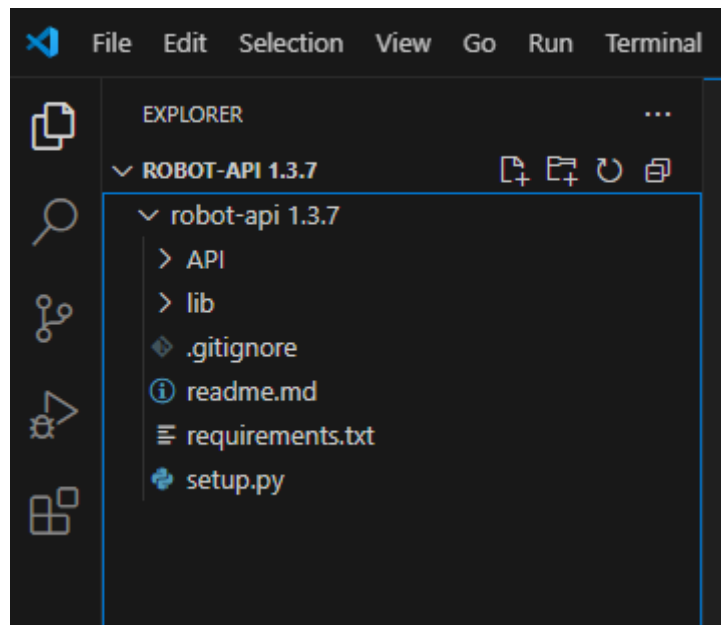 File Edit Selection View Go Run Terminal
EXPLORER
ROBOT-API 1.3.7
robot-api 1.3.7
API
lib
.gitignore
readme.md
requirements.txt
setup.py